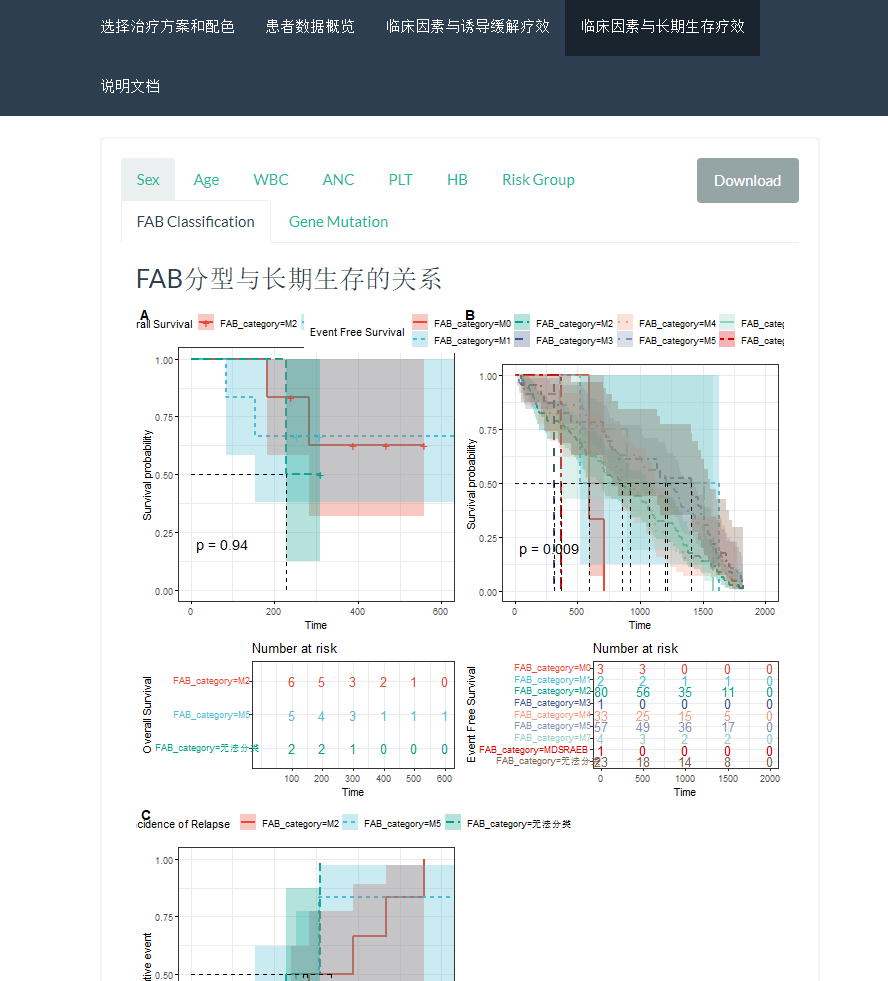 选择治疗方案和配色 患者数据概览 临床因素与诱导缓解疗效 临床因素与长期生存疗效
说明文档
Sex Age WBC ANC PLT HB Risk Group Download
FAB Classification Gene Mutation
FAB分型与长期生存的关系
A
rall Survival FAB_category=M2
B
Event Free Survival FAB_category=M0 FAB_category=M2 FAB_category=M4 FAB_categ
FAB_category=M1 FAB_category=M3 FAB_category=M5 FAB_categ
Survival probability
1.00
0.75
0.50
0.25
0.00
p = 0.94
0 200 400 600
Time
Survival probability
1.00
0.75
0.50
0.25
0.00
p = 0.009
0 500 1000 1500 2000
Time
Number at risk
Overall Survival
FAB_category=M2 6 5 3 2 1 0
FAB_category=M5 5 4 3 1 1 1
FAB_category=无法分类 2 2 1 0 0 0
100 200 300 400 500 600
Time
Number at risk
Event Free Survival
FAB_category=M0 3 3 0 0 0
FAB_category=M1 2 2 1 1 0
FAB_category=M2 80 56 35 11 0
FAB_category=M3 1 0 0 0 0
FAB_category=M4 33 25 15 5 0
FAB_category=M5 57 49 36 17 0
FAB_category=M7 4 3 2 2 0
FAB_category=MDSRAEB 1 0 0 0 0
FAB_category=无法分类 23 18 14 8 0
0 500 1000 1500 2000
Time
C
cidence of Relapse FAB_category=M2 FAB_category=M5 FAB_category=无法分类
tive event
1.00
0.75
0.50